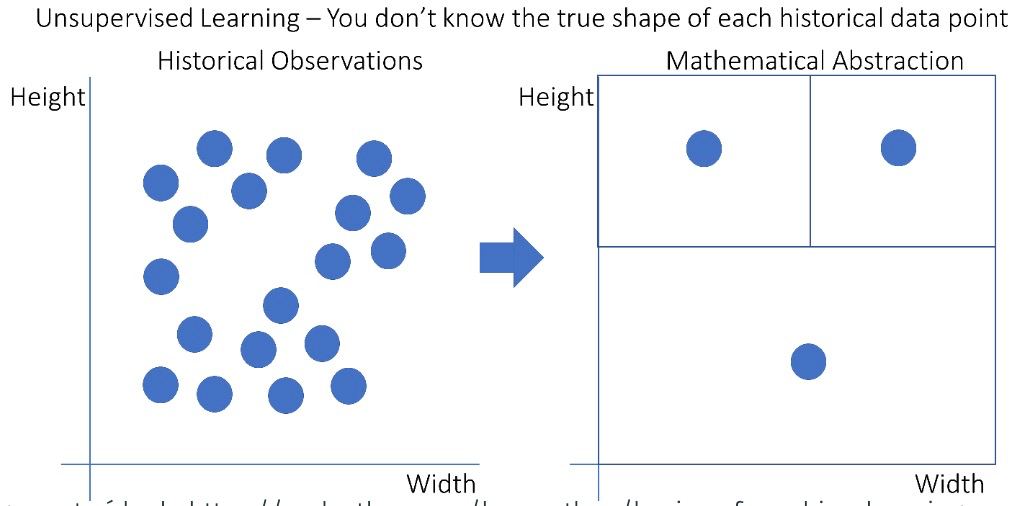 Unsupervised Learning – You don't know the true shape of each historical data point
Historical Observations
Mathematical Abstraction
Height
Height
Width
Width